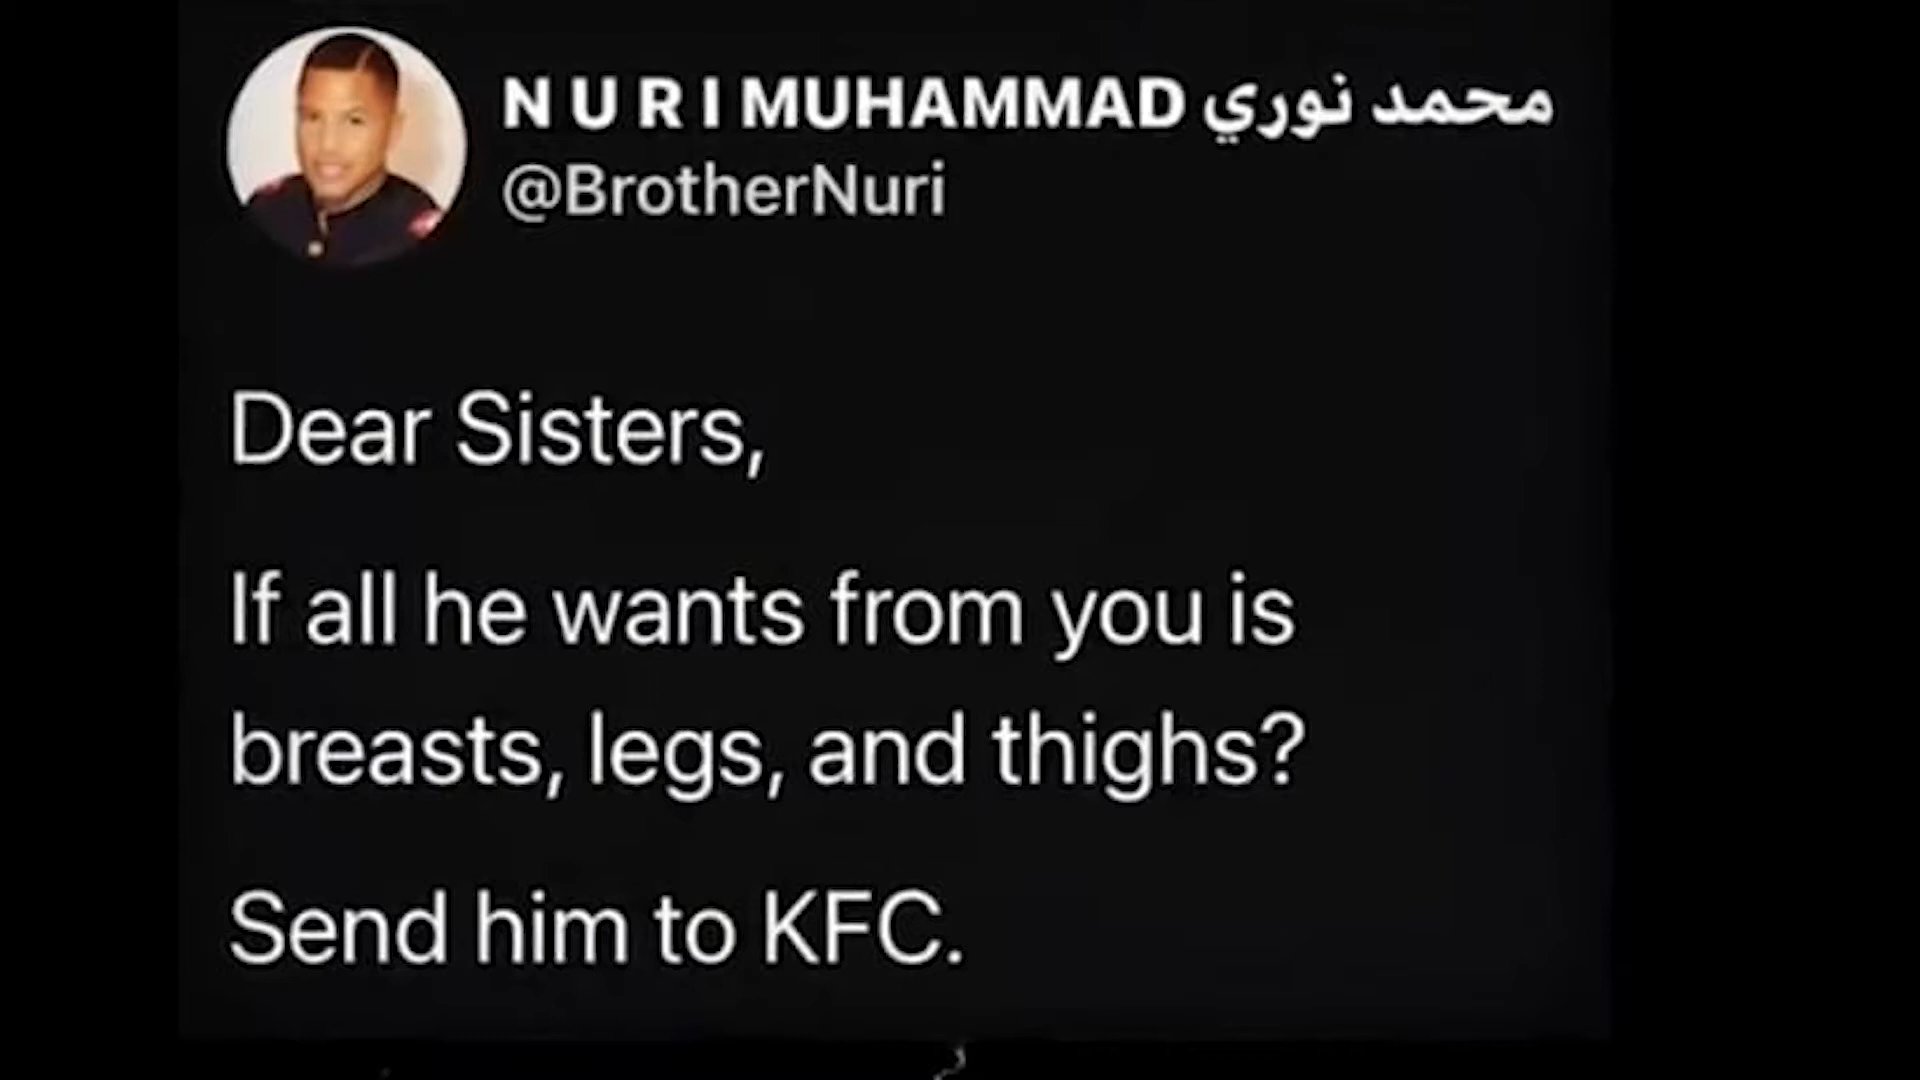 N U R I MUHAMMAD محمد نوري
@BrotherNuri
Dear Sisters,
If all he wants from you is
breasts, legs, and thighs?
Send him to KFC.